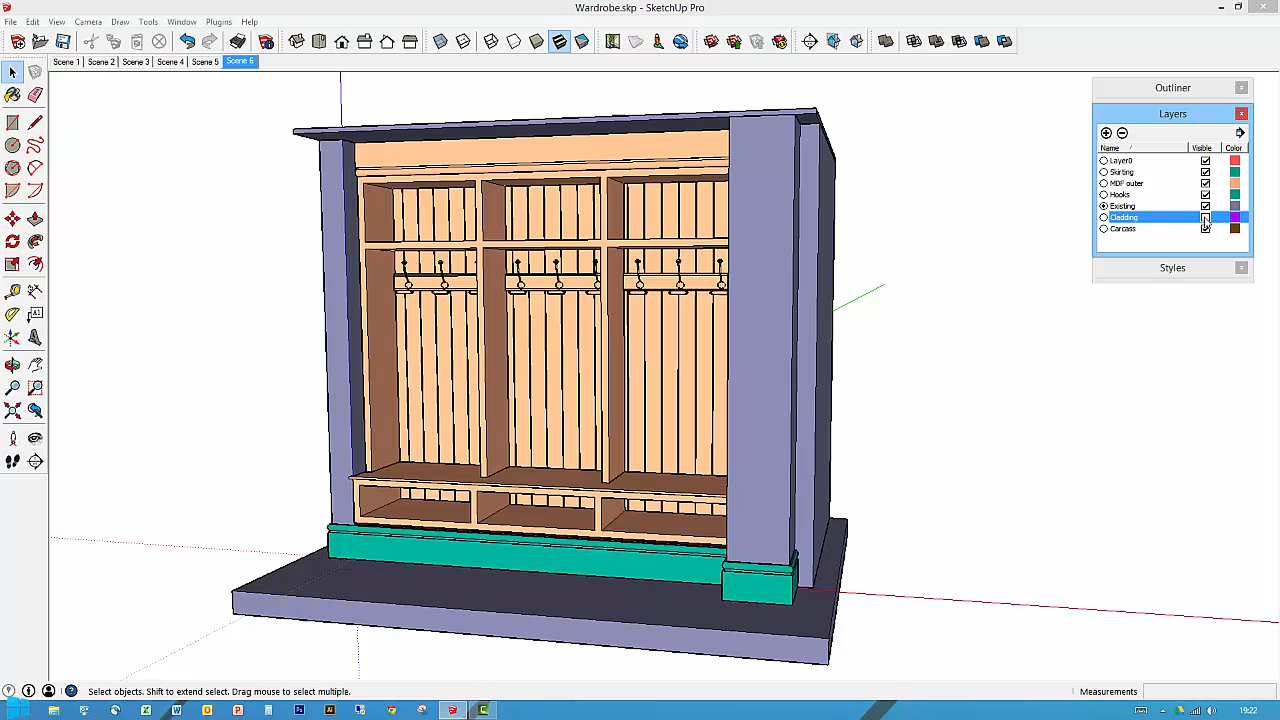 Wardrobe.skp - SketchUp Pro
File Edit View Camera Draw Tools Window Plugins Help
Scene 1 Scene 2 Scene 3 Scene 4 Scene 5 Scene 6
Outliner
Layers
Name Visible Color
Layer0
Skirting
MDF outer
Hooks
Existing
Cladding
Carcass
Styles
Select objects. Shift to extend select. Drag mouse to select multiple.
Measurements
19:22